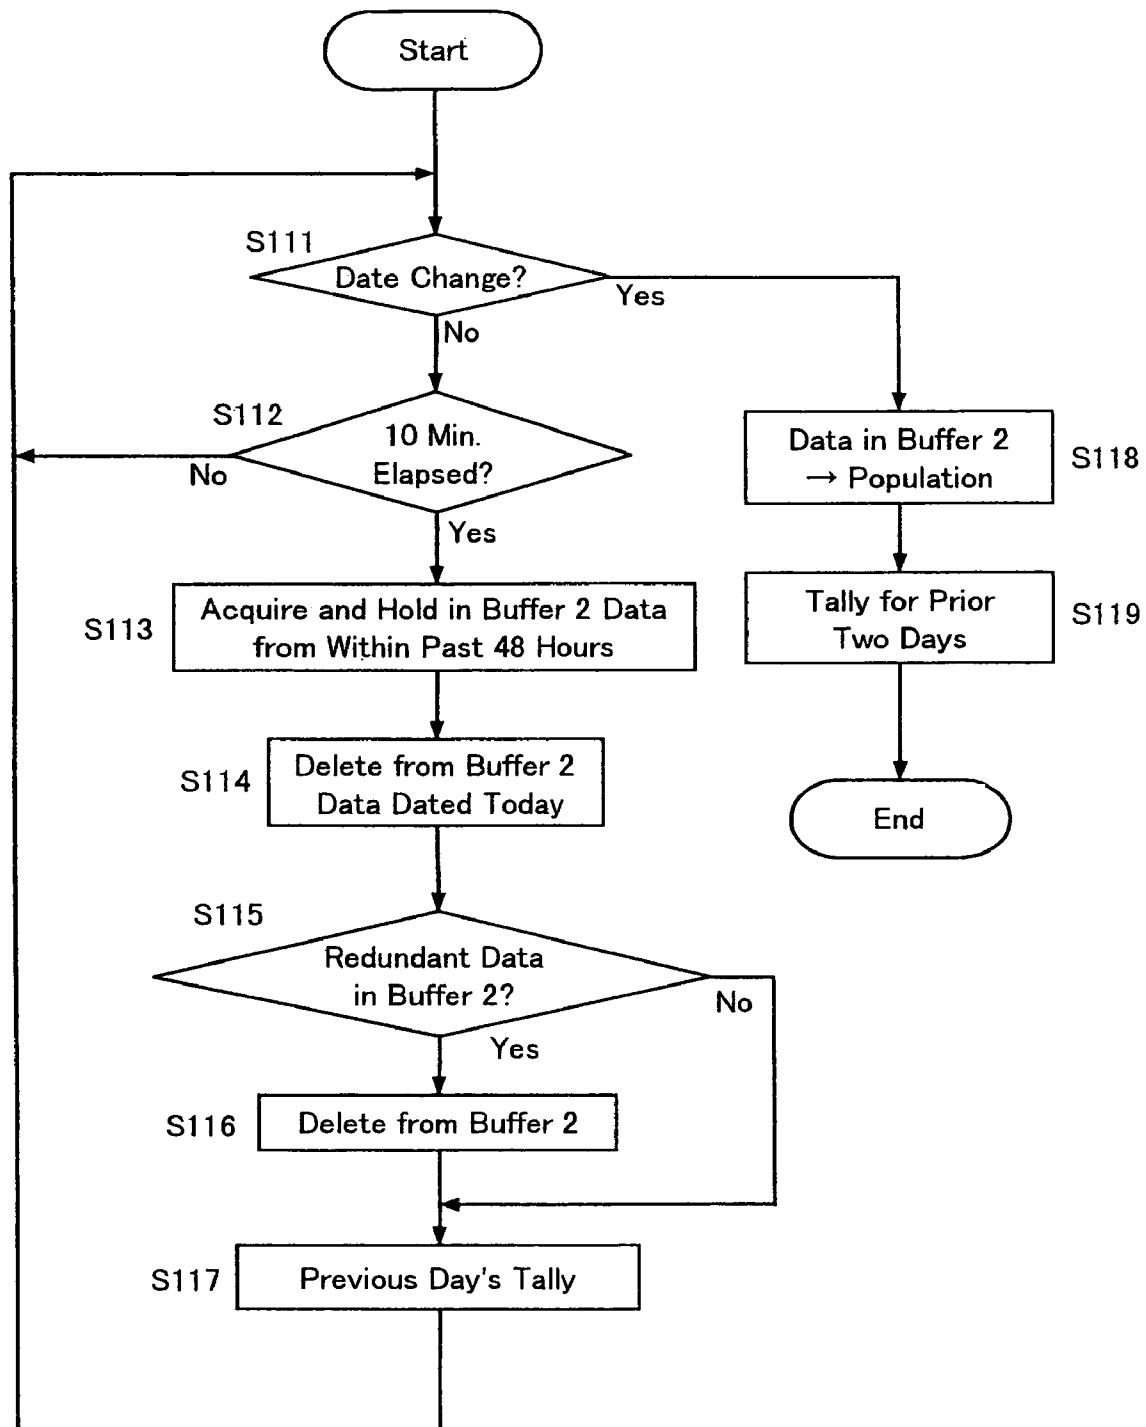 Start
S111
Date Change?
Yes
No
S112
10 Min.
Elapsed?
No
Yes
Data in Buffer 2
→ Population
S118
S113
Acquire and Hold in Buffer 2 Data
from Within Past 48 Hours
Tally for Prior
Two Days
S119
S114
Delete from Buffer 2
Data Dated Today
End
S115
Redundant Data
in Buffer 2?
No
Yes
S116
Delete from Buffer 2
S117
Previous Day's Tally